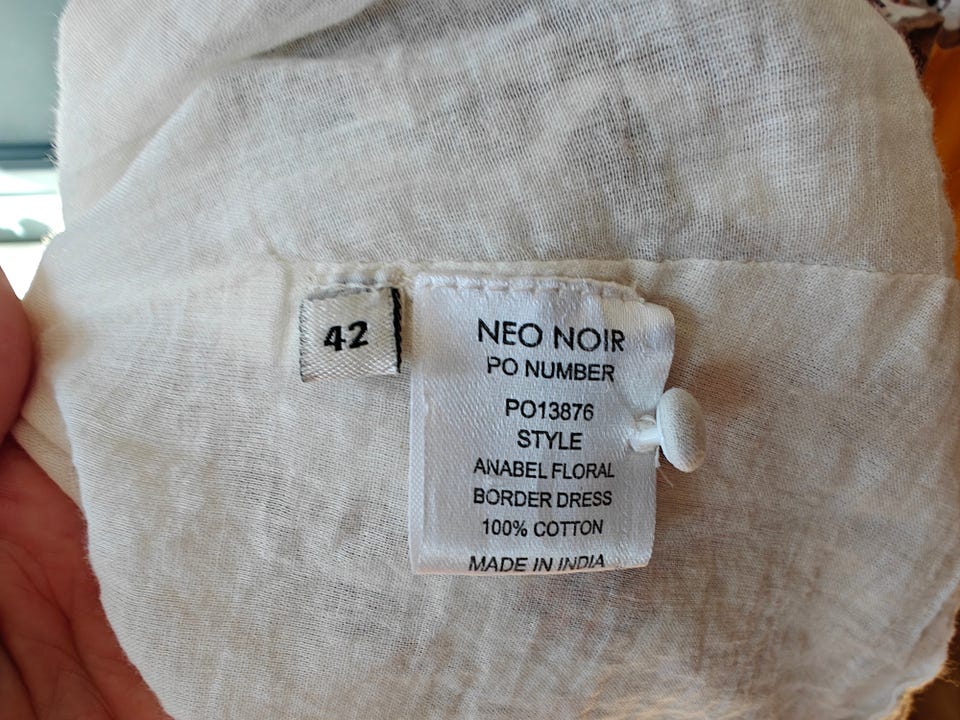 42
NEO NOIR
PO NUMBER
PO13876
STYLE
ANABEL FLORAL
BORDER DRESS
100% COTTON
MADE IN INDIA